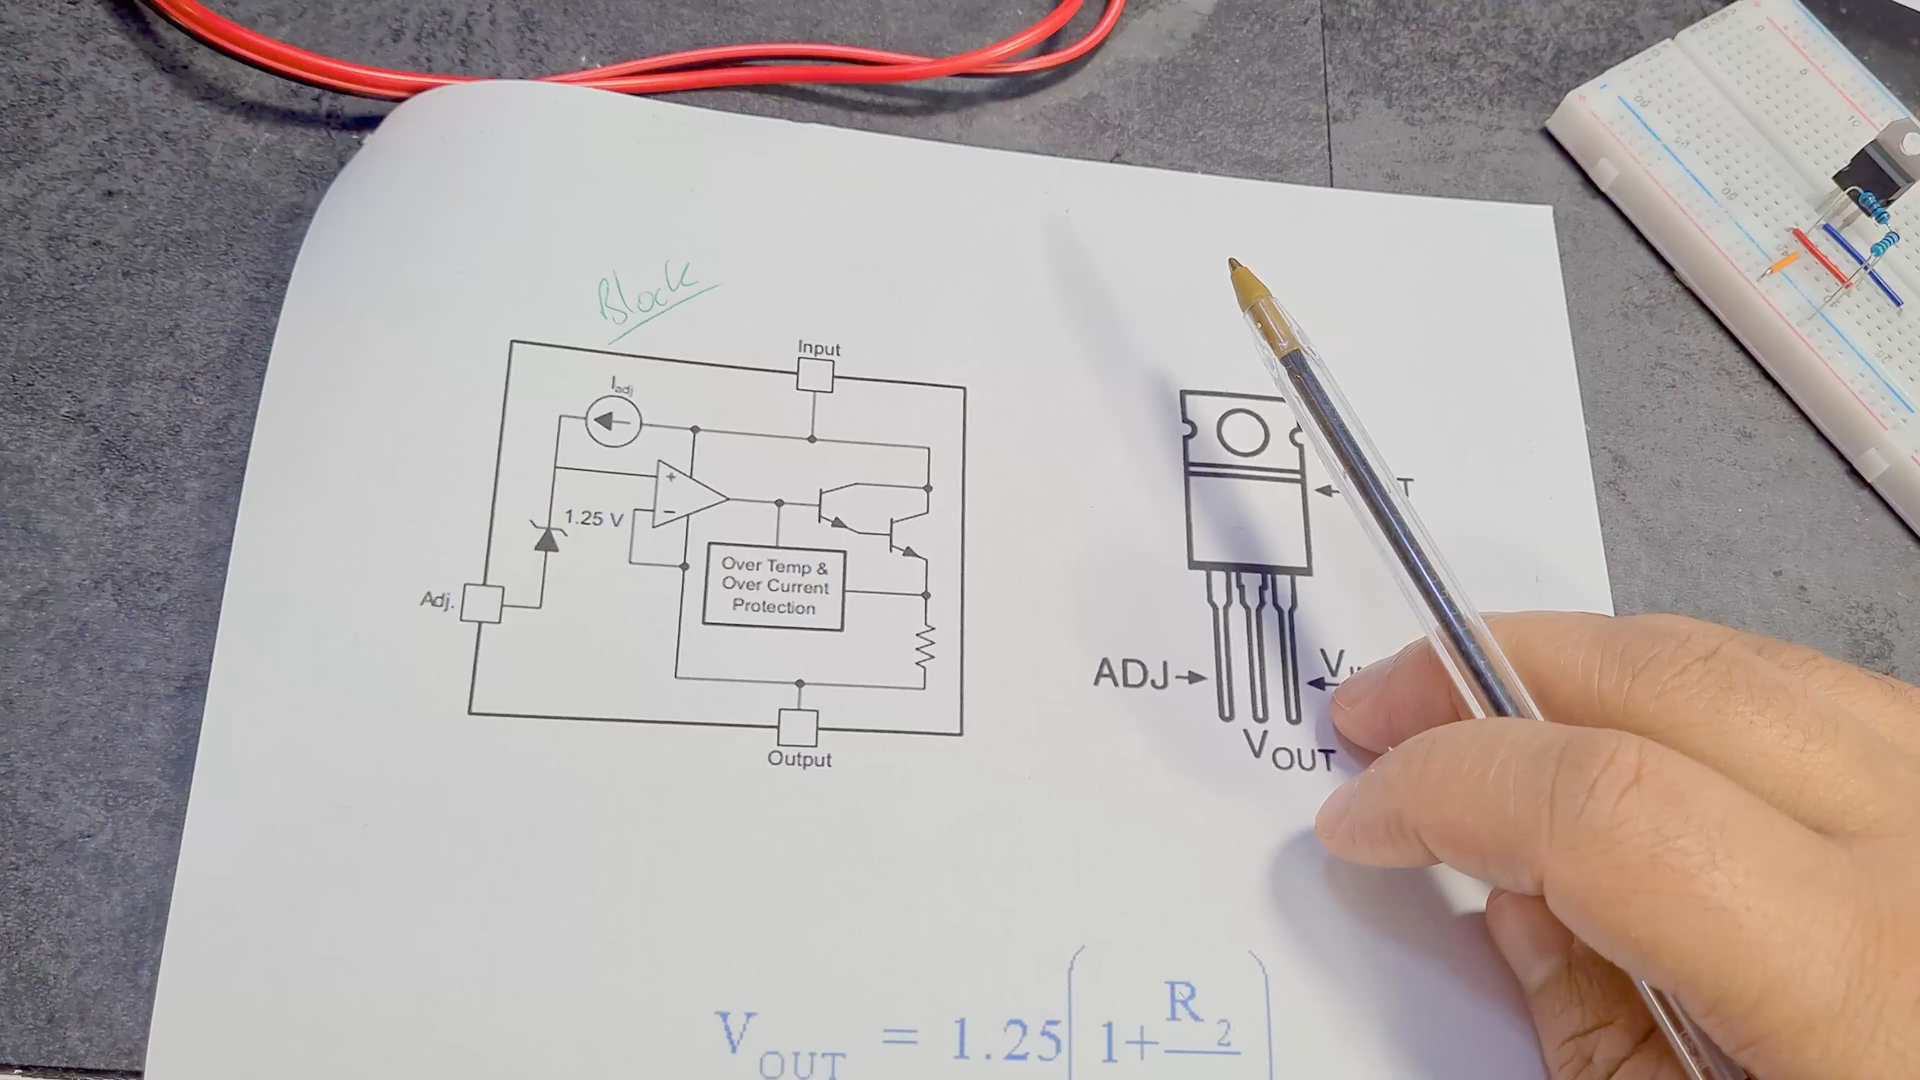 Block
Input
Iadj
+
1.25 V
−
Over Temp &
Over Current
Protection
Adj.
Output
ADJ
VOUT
VOUT = 1.25(1+R2